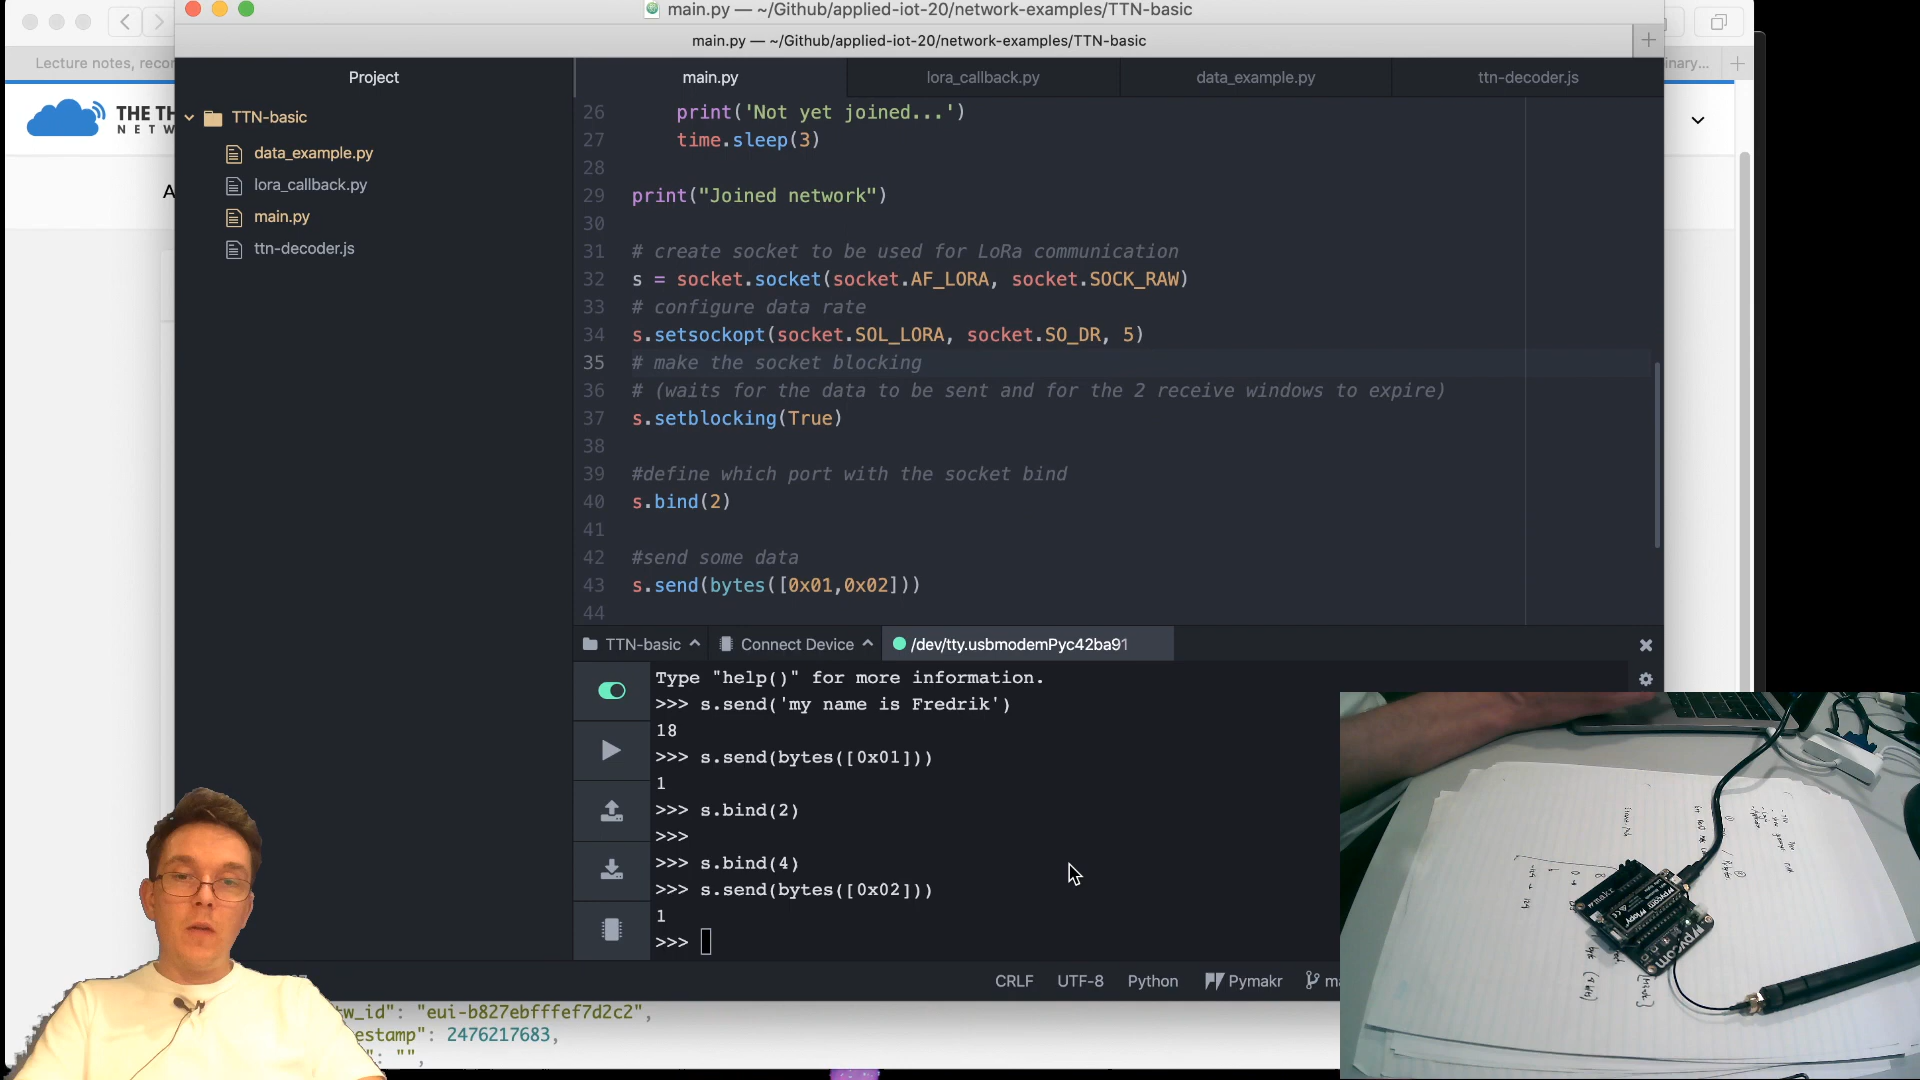 main.py — ~/Github/applied-iot-20/network-examples/TTN-basic
main.py — ~/Github/applied-iot-20/network-examples/TTN-basic
Lecture notes, recor
inary...
THE TH
NETW
A
Project
TTN-basic
data_example.py
lora_callback.py
main.py
ttn-decoder.js
main.py
lora_callback.py
data_example.py
ttn-decoder.js
26 print('Not yet joined...')
27 time.sleep(3)
28
29 print("Joined network")
30
31 # create socket to be used for LoRa communication
32 s = socket.socket(socket.AF_LORA, socket.SOCK_RAW)
33 # configure data rate
34 s.setsockopt(socket.SOL_LORA, socket.SO_DR, 5)
35 # make the socket blocking
36 # (waits for the data to be sent and for the 2 receive windows to expire)
37 s.setblocking(True)
38
39 #define which port with the socket bind
40 s.bind(2)
41
42 #send some data
43 s.send(bytes([0x01,0x02]))
44
TTN-basic
Connect Device
/dev/tty.usbmodemPyc42ba91
Type "help()" for more information.
>>> s.send('my name is Fredrik')
18
>>> s.send(bytes([0x01]))
1
>>> s.bind(2)
>>>
>>> s.bind(4)
>>> s.send(bytes([0x02]))
1
>>>
CRLF
UTF-8
Python
Pymakr
ma
w_id": "eui-b827ebfffef7d2c2",
estamp": 2476217683,
": "",
pycom